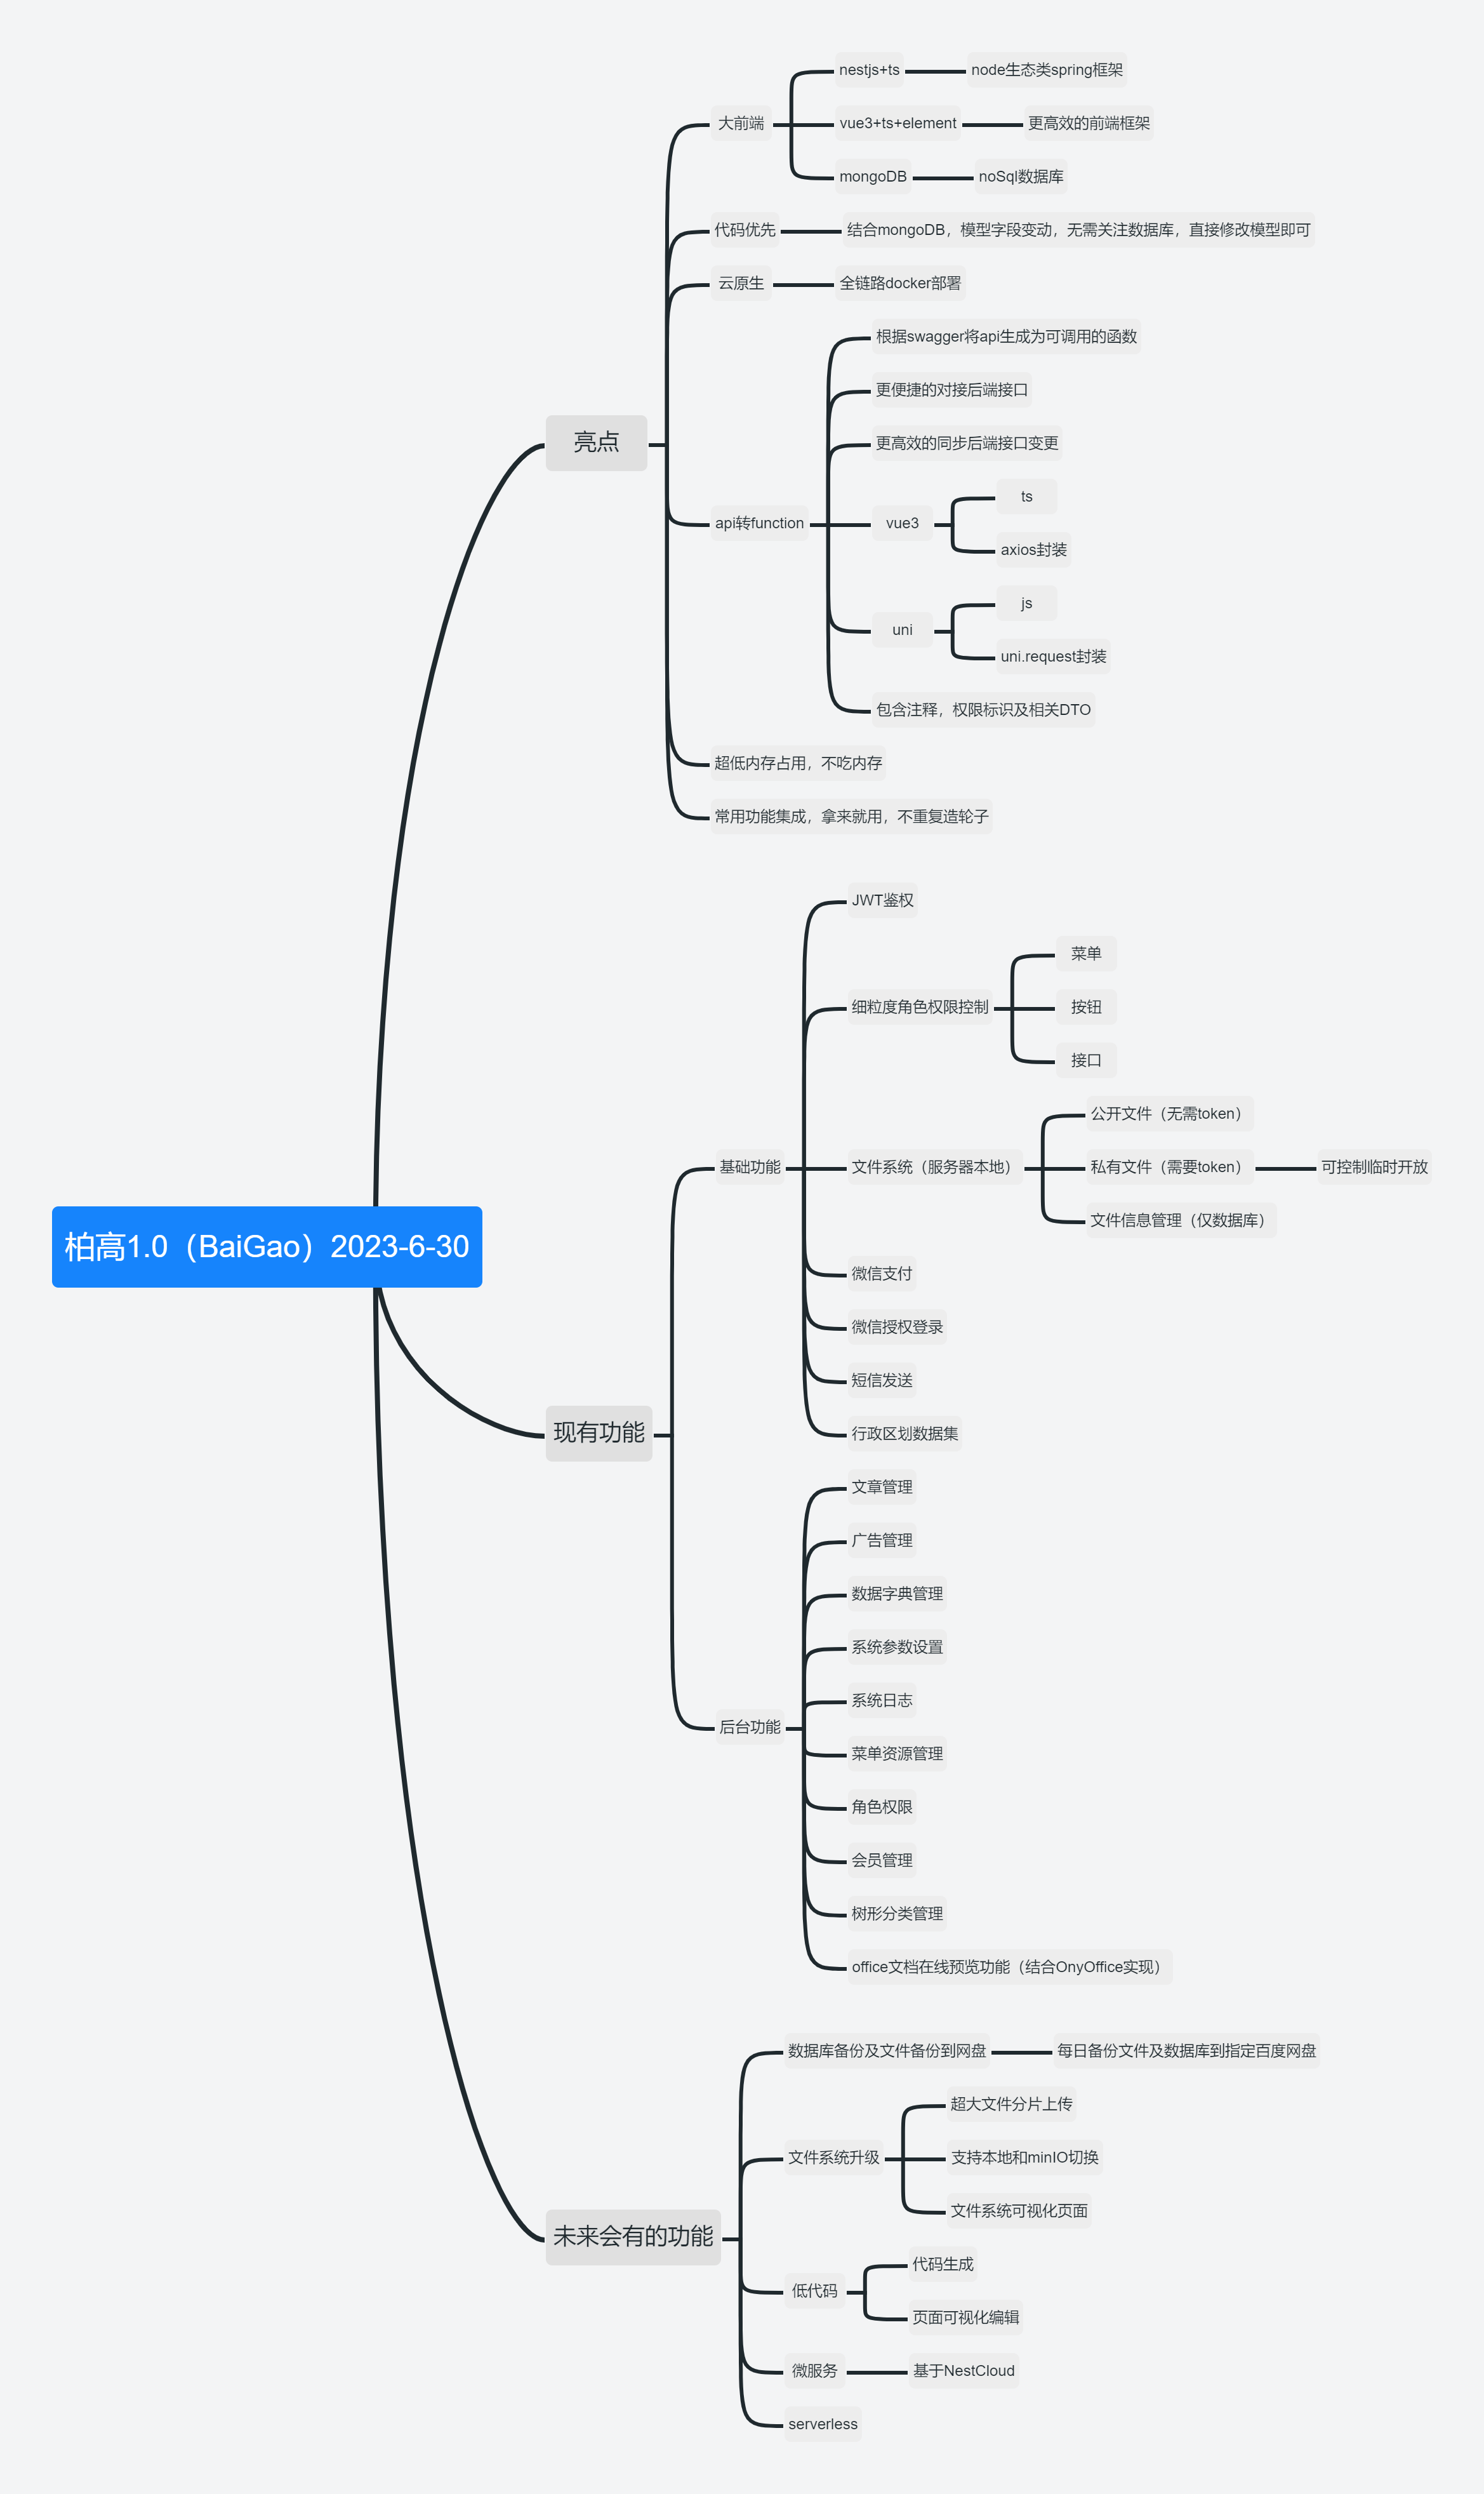 柏高1.0（BaiGao）2023-6-30
亮点
大前端
nestjs+ts
node生态类spring框架
vue3+ts+element
更高效的前端框架
mongoDB
noSql数据库
代码优先
结合mongoDB，模型字段变动，无需关注数据库，直接修改模型即可
云原生
全链路docker部署
api转function
根据swagger将api生成为可调用的函数
更便捷的对接后端接口
更高效的同步后端接口变更
vue3
ts
axios封装
uni
js
uni.request封装
包含注释，权限标识及相关DTO
超低内存占用，不吃内存
常用功能集成，拿来就用，不重复造轮子
现有功能
基础功能
JWT鉴权
细粒度角色权限控制
菜单
按钮
接口
文件系统（服务器本地）
公开文件（无需token）
私有文件（需要token）
可控制临时开放
文件信息管理（仅数据库）
微信支付
微信授权登录
短信发送
行政区划数据集
后台功能
文章管理
广告管理
数据字典管理
系统参数设置
系统日志
菜单资源管理
角色权限
会员管理
树形分类管理
office文档在线预览功能（结合OnyOffice实现）
未来会有的功能
数据库备份及文件备份到网盘
每日备份文件及数据库到指定百度网盘
文件系统升级
超大文件分片上传
支持本地和minIO切换
文件系统可视化页面
低代码
代码生成
页面可视化编辑
微服务
基于NestCloud
serverless